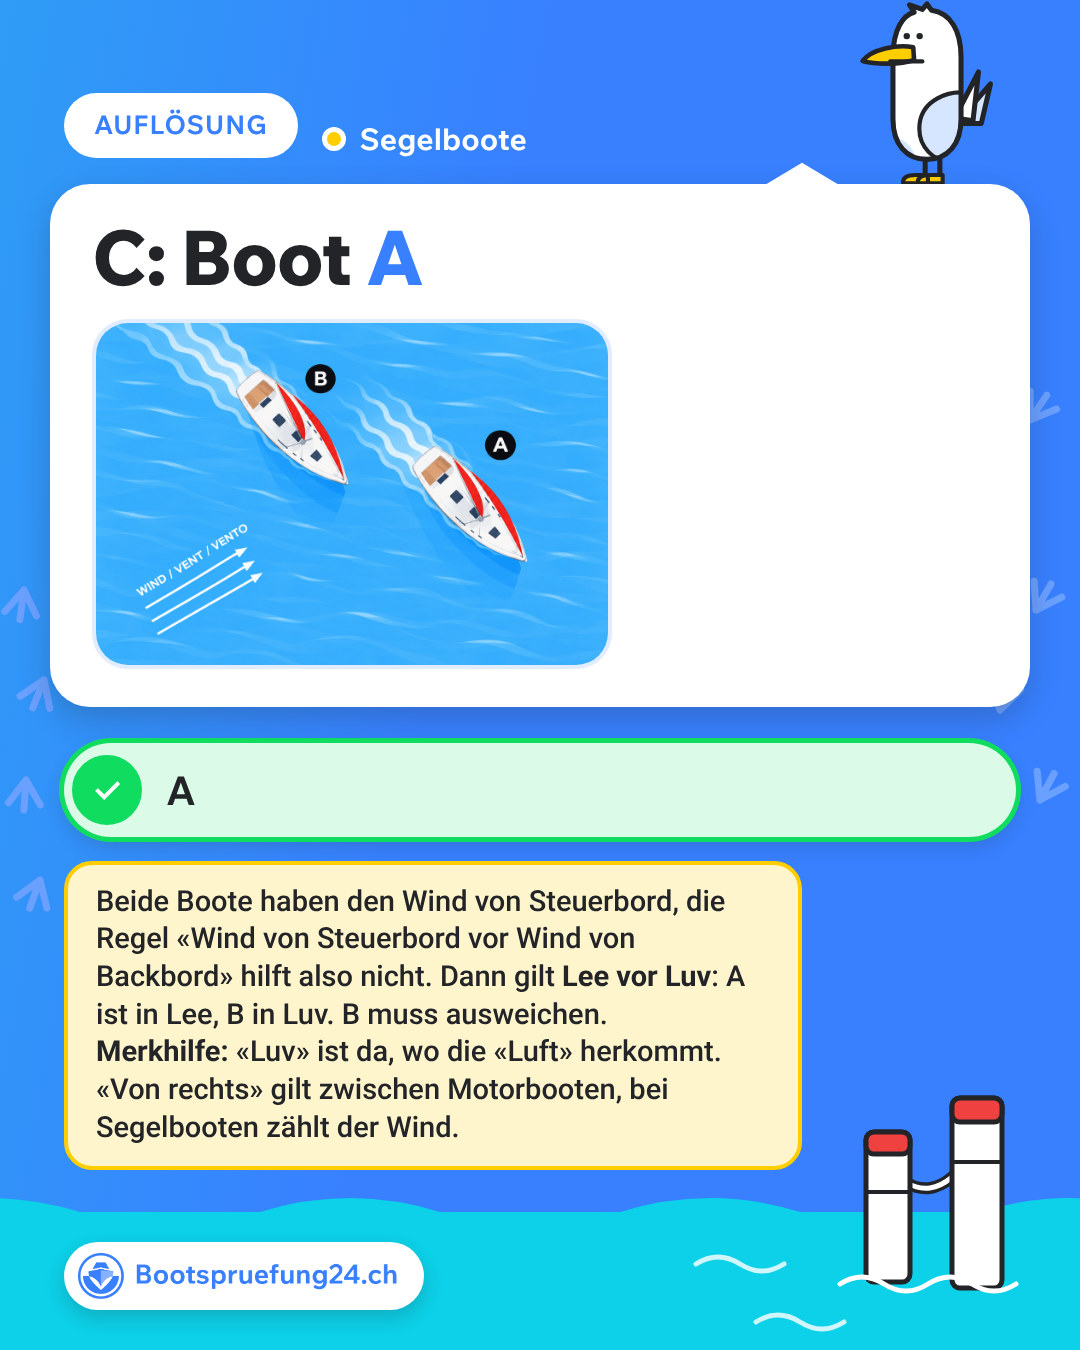 AUFLÖSUNG
Segelboote
C: Boot A
B
A
WIND / VENT / VENTO
A
Beide Boote haben den Wind von Steuerbord, die
Regel «Wind von Steuerbord vor Wind von
Backbord» hilft also nicht. Dann gilt Lee vor Luv: A
ist in Lee, B in Luv. B muss ausweichen.
Merkhilfe: «Luv» ist da, wo die «Luft» herkommt.
«Von rechts» gilt zwischen Motorbooten, bei
Segelbooten zählt der Wind.
Bootspruefung24.ch